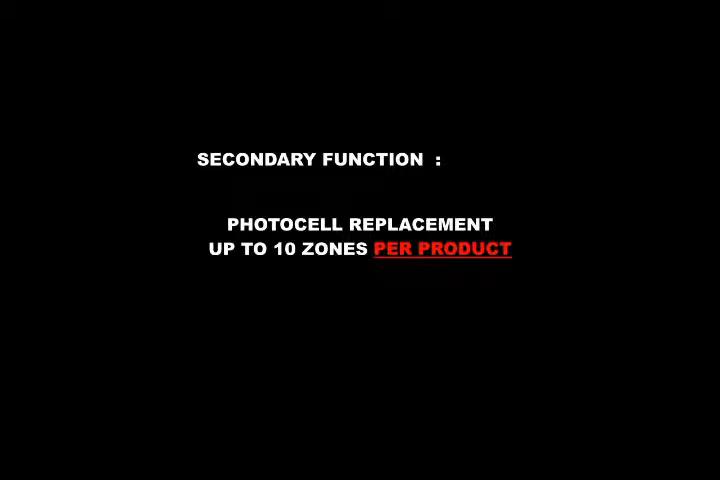 SECONDARY FUNCTION :
PHOTOCELL REPLACEMENT
UP TO 10 ZONES PER PRODUCT